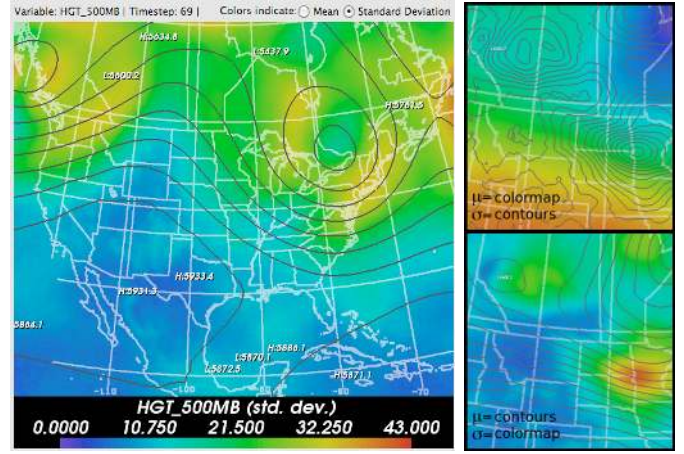 Variable: HGT_500MB | Timestep: 69 | Colors indicate: Mean Standard Deviation
H:5634.8
L:5437.9
L:5600.2
H:5761.5
H:5933.4
H:5931.3
5864.1
H:5886.1
L:5870.1
L:5872.5
H:5871.1
-100
-70
HGT_500MB (std. dev.)
0.0000 10.750 21.500 32.250 43.000
μ= colormap
σ= contours
μ= contours
σ= colormap